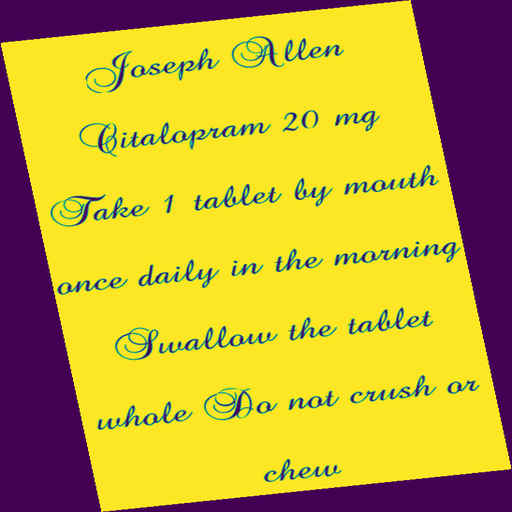 Joseph Allen
Citalopram 20 mg
Take 1 tablet by mouth
once daily in the morning
Swallow the tablet
whole Do not crush or
chew